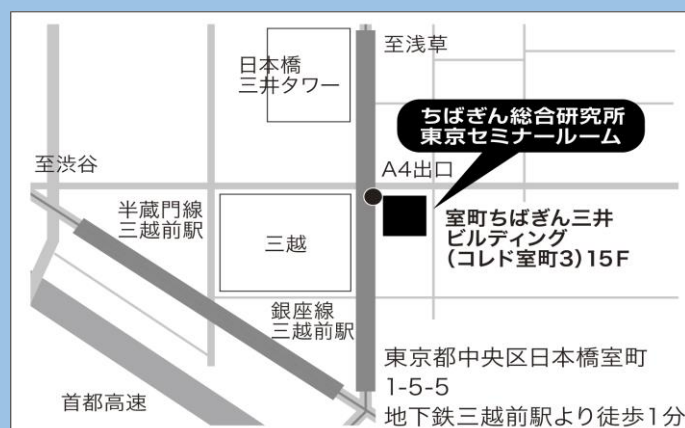 至浅草
日本橋
三井タワー
ちばぎん総合研究所
東京セミナールーム
至渋谷
A4出口
半蔵門線
三越前駅
三越
室町ちばぎん三井
ビルディング
(コレド室町3)15F
銀座線
三越前駅
首都高速
東京都中央区日本橋室町
1-5-5
地下鉄三越前駅より徒歩1分